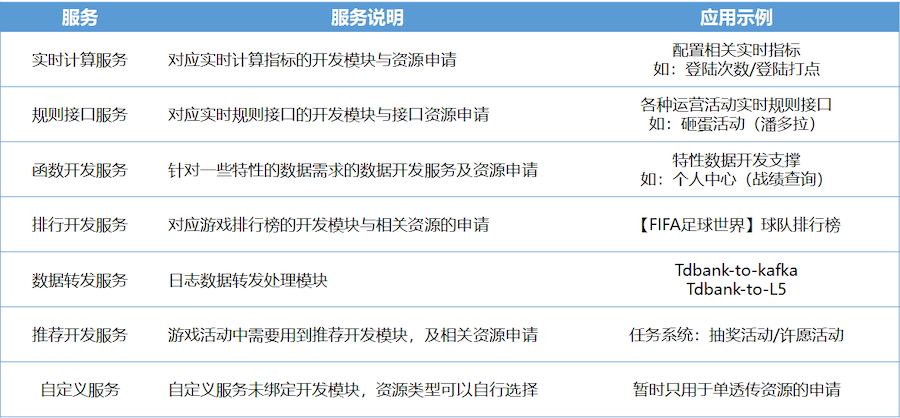 服务 服务说明 应用示例
实时计算服务 对应实时计算指标的开发模块与资源申请 配置相关实时指标
如：登陆次数/登陆打点
规则接口服务 对应实时规则接口的开发模块与接口资源申请 各种运营活动实时规则接口
如：砸蛋活动（潘多拉）
函数开发服务 针对一些特性的数据需求的数据开发服务及资源申请 特性数据开发支撑
如：个人中心（战绩查询）
排行开发服务 对应游戏排行榜的开发模块与相关资源的申请 【FIFA足球世界】球队排行榜
数据转发服务 日志数据转发处理模块 Tdbank-to-kafka
Tdbank-to-L5
推荐开发服务 游戏活动中需要用到推荐开发模块，及相关资源申请 任务系统：抽奖活动/许愿活动
自定义服务 自定义服务未绑定开发模块，资源类型可以自行选择 暂时只用于单透传资源的申请